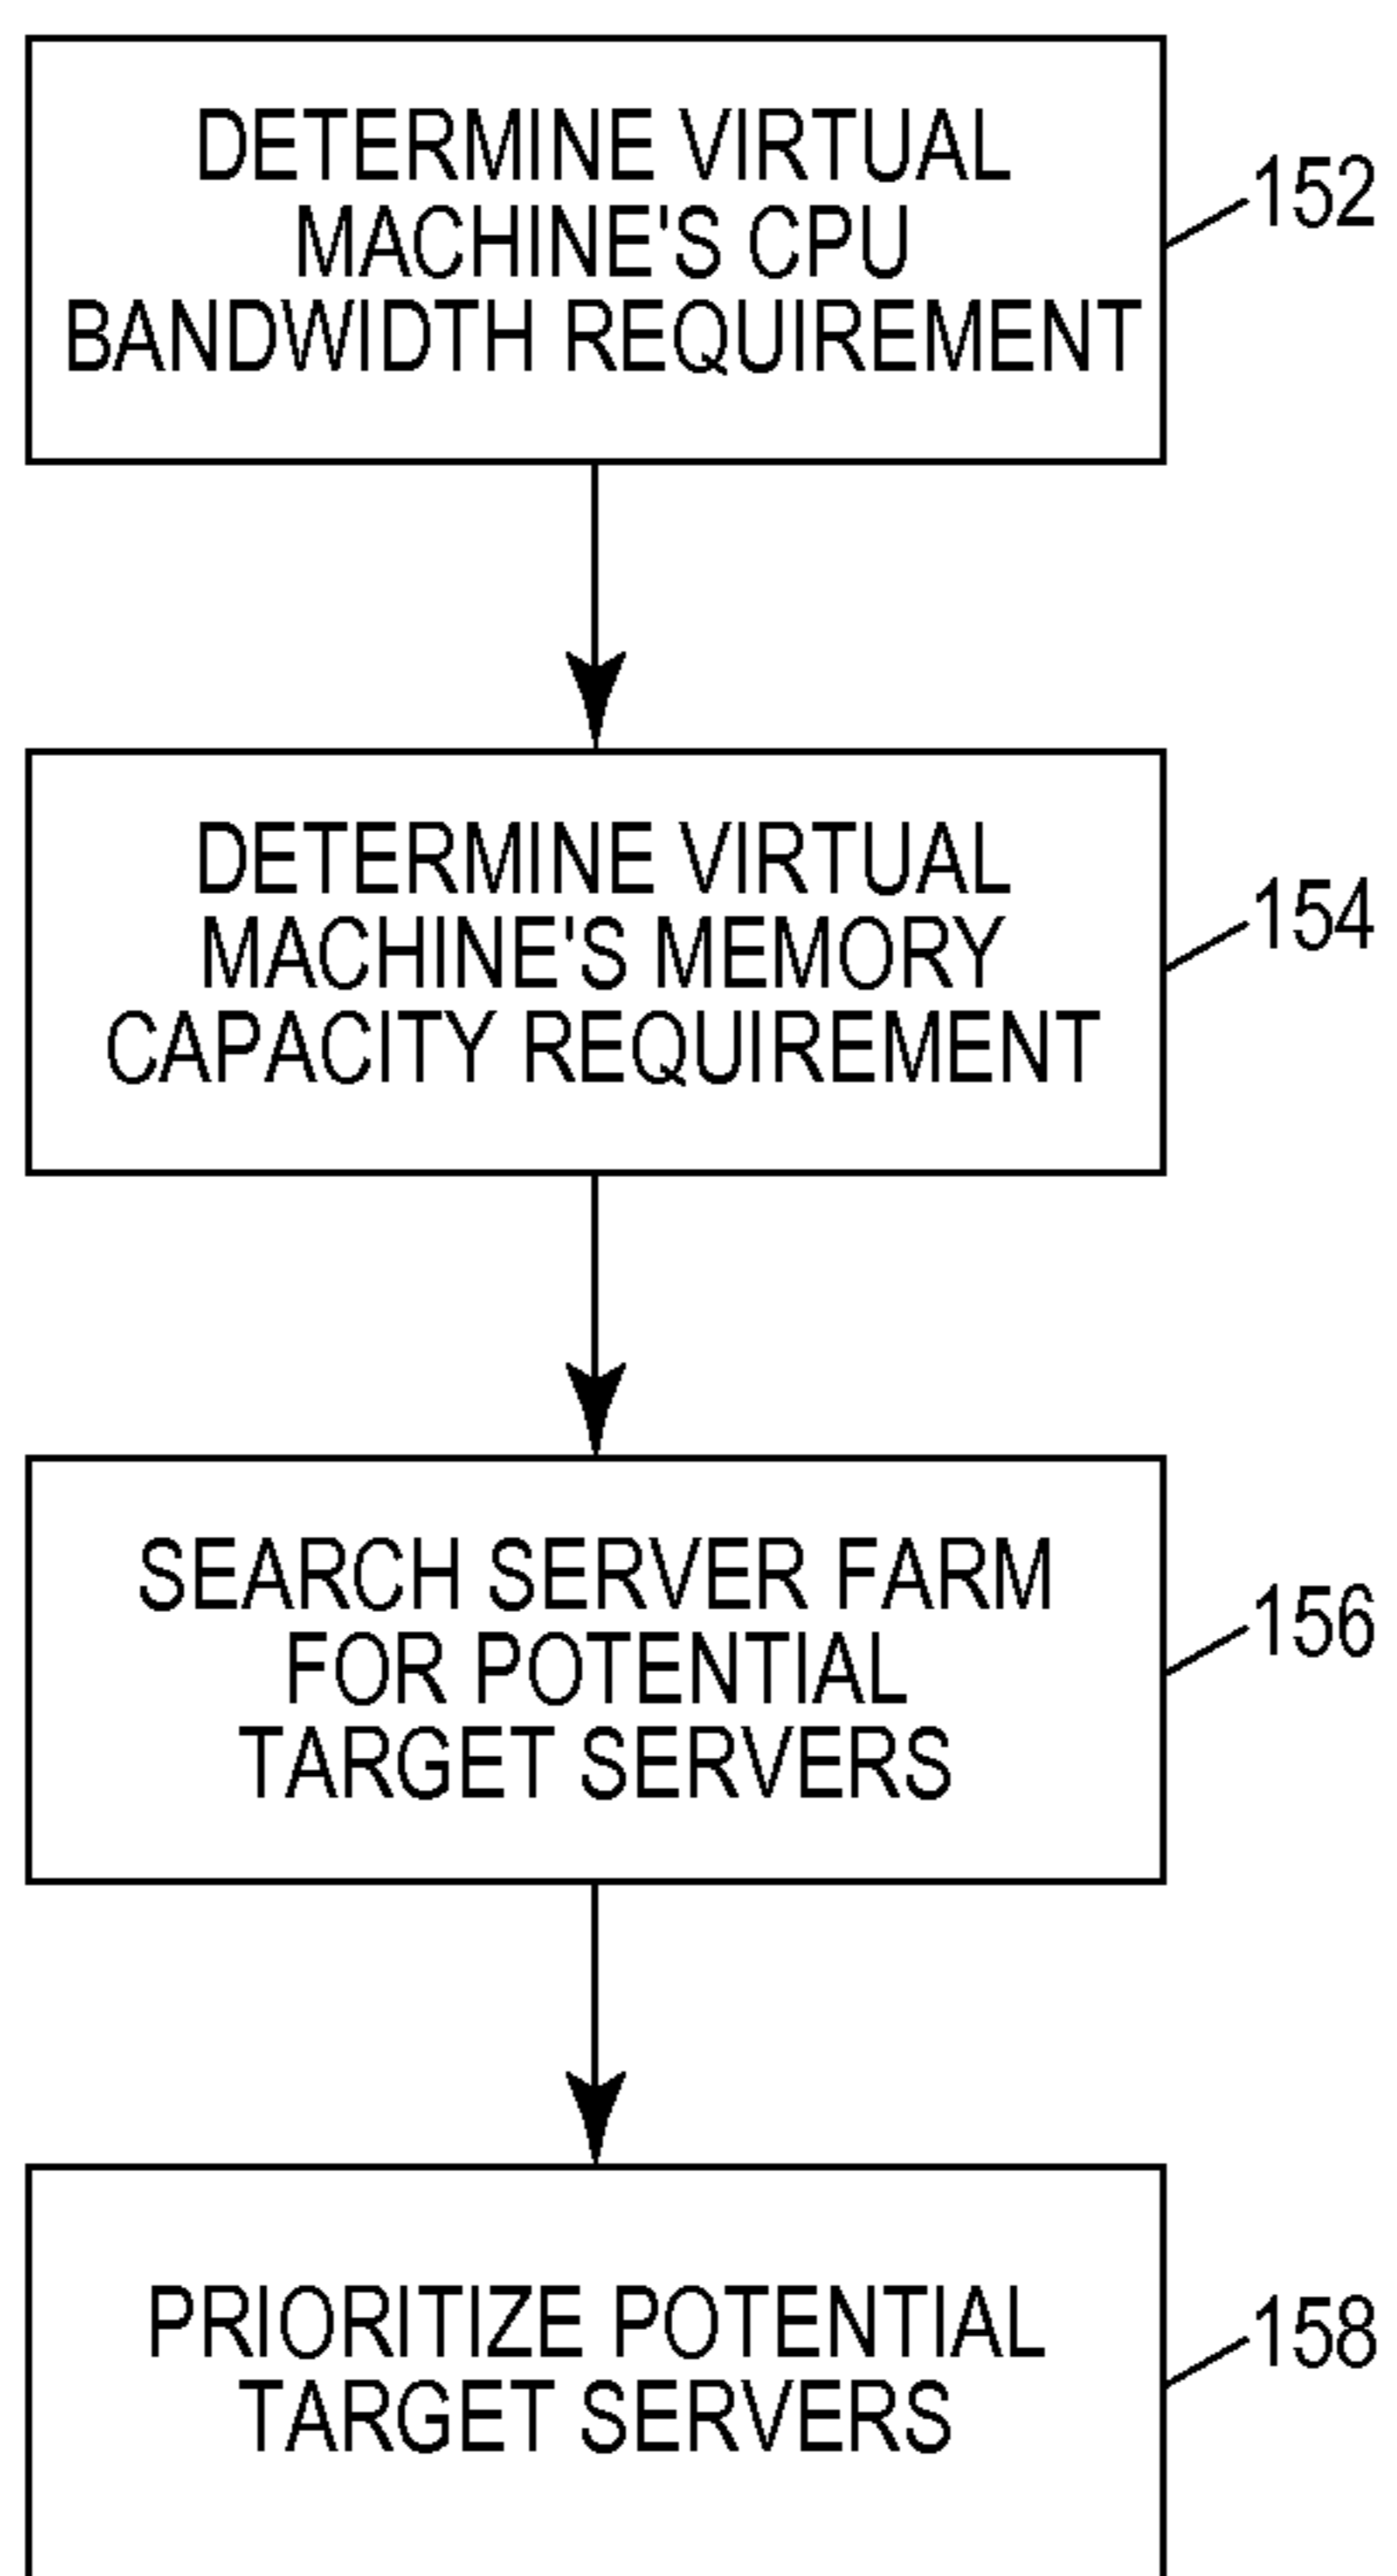 DETERMINE VIRTUAL
MACHINE'S CPU
BANDWIDTH REQUIREMENT
152
DETERMINE VIRTUAL
MACHINE'S MEMORY
CAPACITY REQUIREMENT
154
SEARCH SERVER FARM
FOR POTENTIAL
TARGET SERVERS
156
PRIORITIZE POTENTIAL
TARGET SERVERS
158